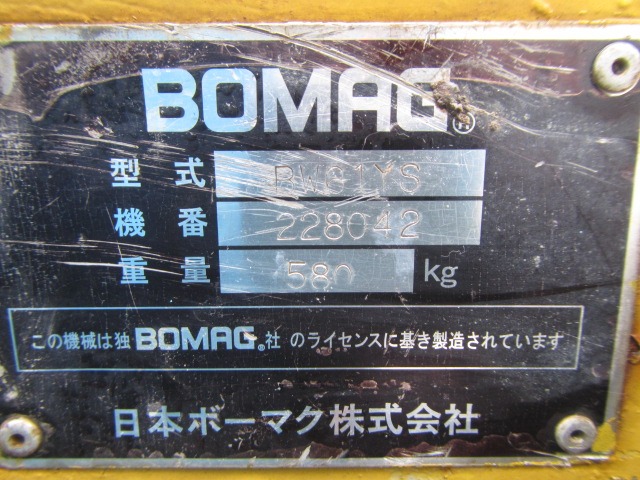 BOMAG®
型式 BW61YS
機番 228042
重量 580 kg
この機械は独BOMAG®社のライセンスに基き製造されています
日本ボーマク株式会社